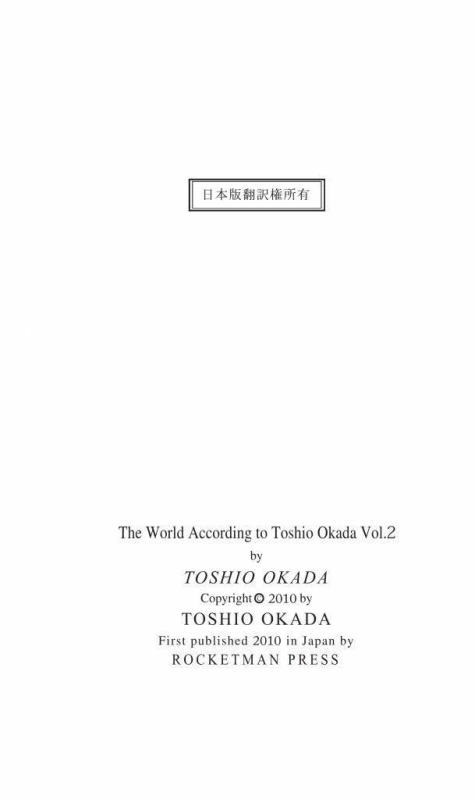 日本版翻訳権所有
The World According to Toshio Okada Vol.2
by
TOSHIO OKADA
Copyright © 2010 by
TOSHIO OKADA
First published 2010 in Japan by
ROCKETMAN PRESS